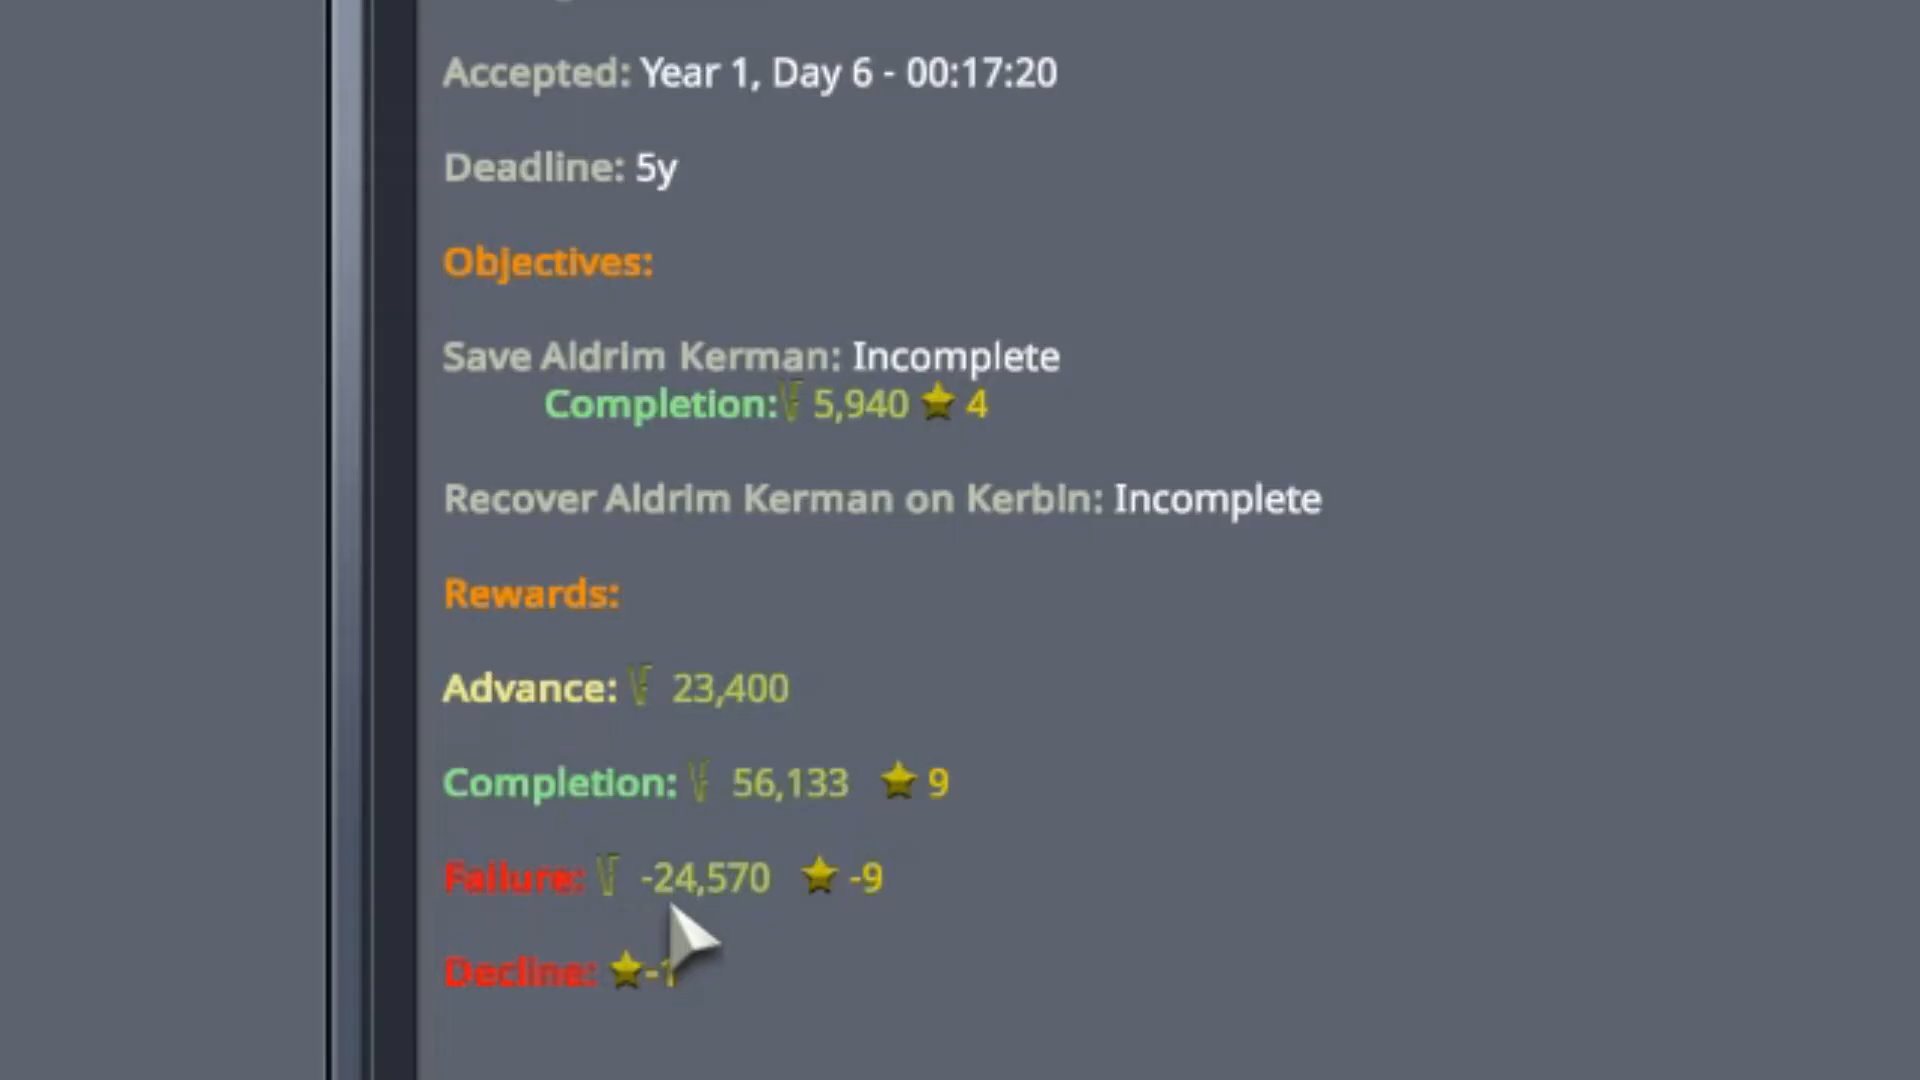 Accepted: Year 1, Day 6 - 00:17:20
Deadline: 5y
Objectives:
Save Aldrim Kerman: Incomplete
Completion: 5,940 4
Recover Aldrim Kerman on Kerbin: Incomplete
Rewards:
Advance: 23,400
Completion: 56,133 9
Failure: -24,570 -9
Decline: -1